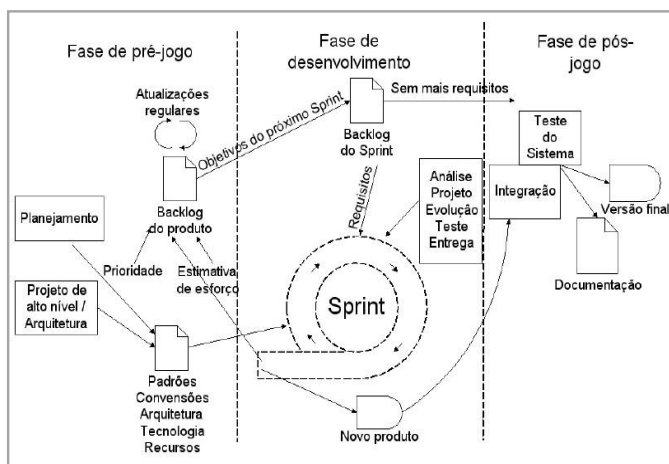 Fase de pré-jogo
Atualizações
regulares
Backlog
do produto
Planejamento
Prioridade
Estimativa
de esforço
Projeto de
alto nível /
Arquitetura
Padrões
Convenções
Arquitetura
Tecnologia
Recursos
Fase de
desenvolvimento
Objetivos do próximo Sprint
Backlog
do Sprint
Sem mais requisitos
Requisitos
Análise
Projeto
Evolução
Teste
Entrega
Sprint
Novo produto
Fase de pós-
jogo
Teste
do
Sistema
Integração
Versão final
Documentação